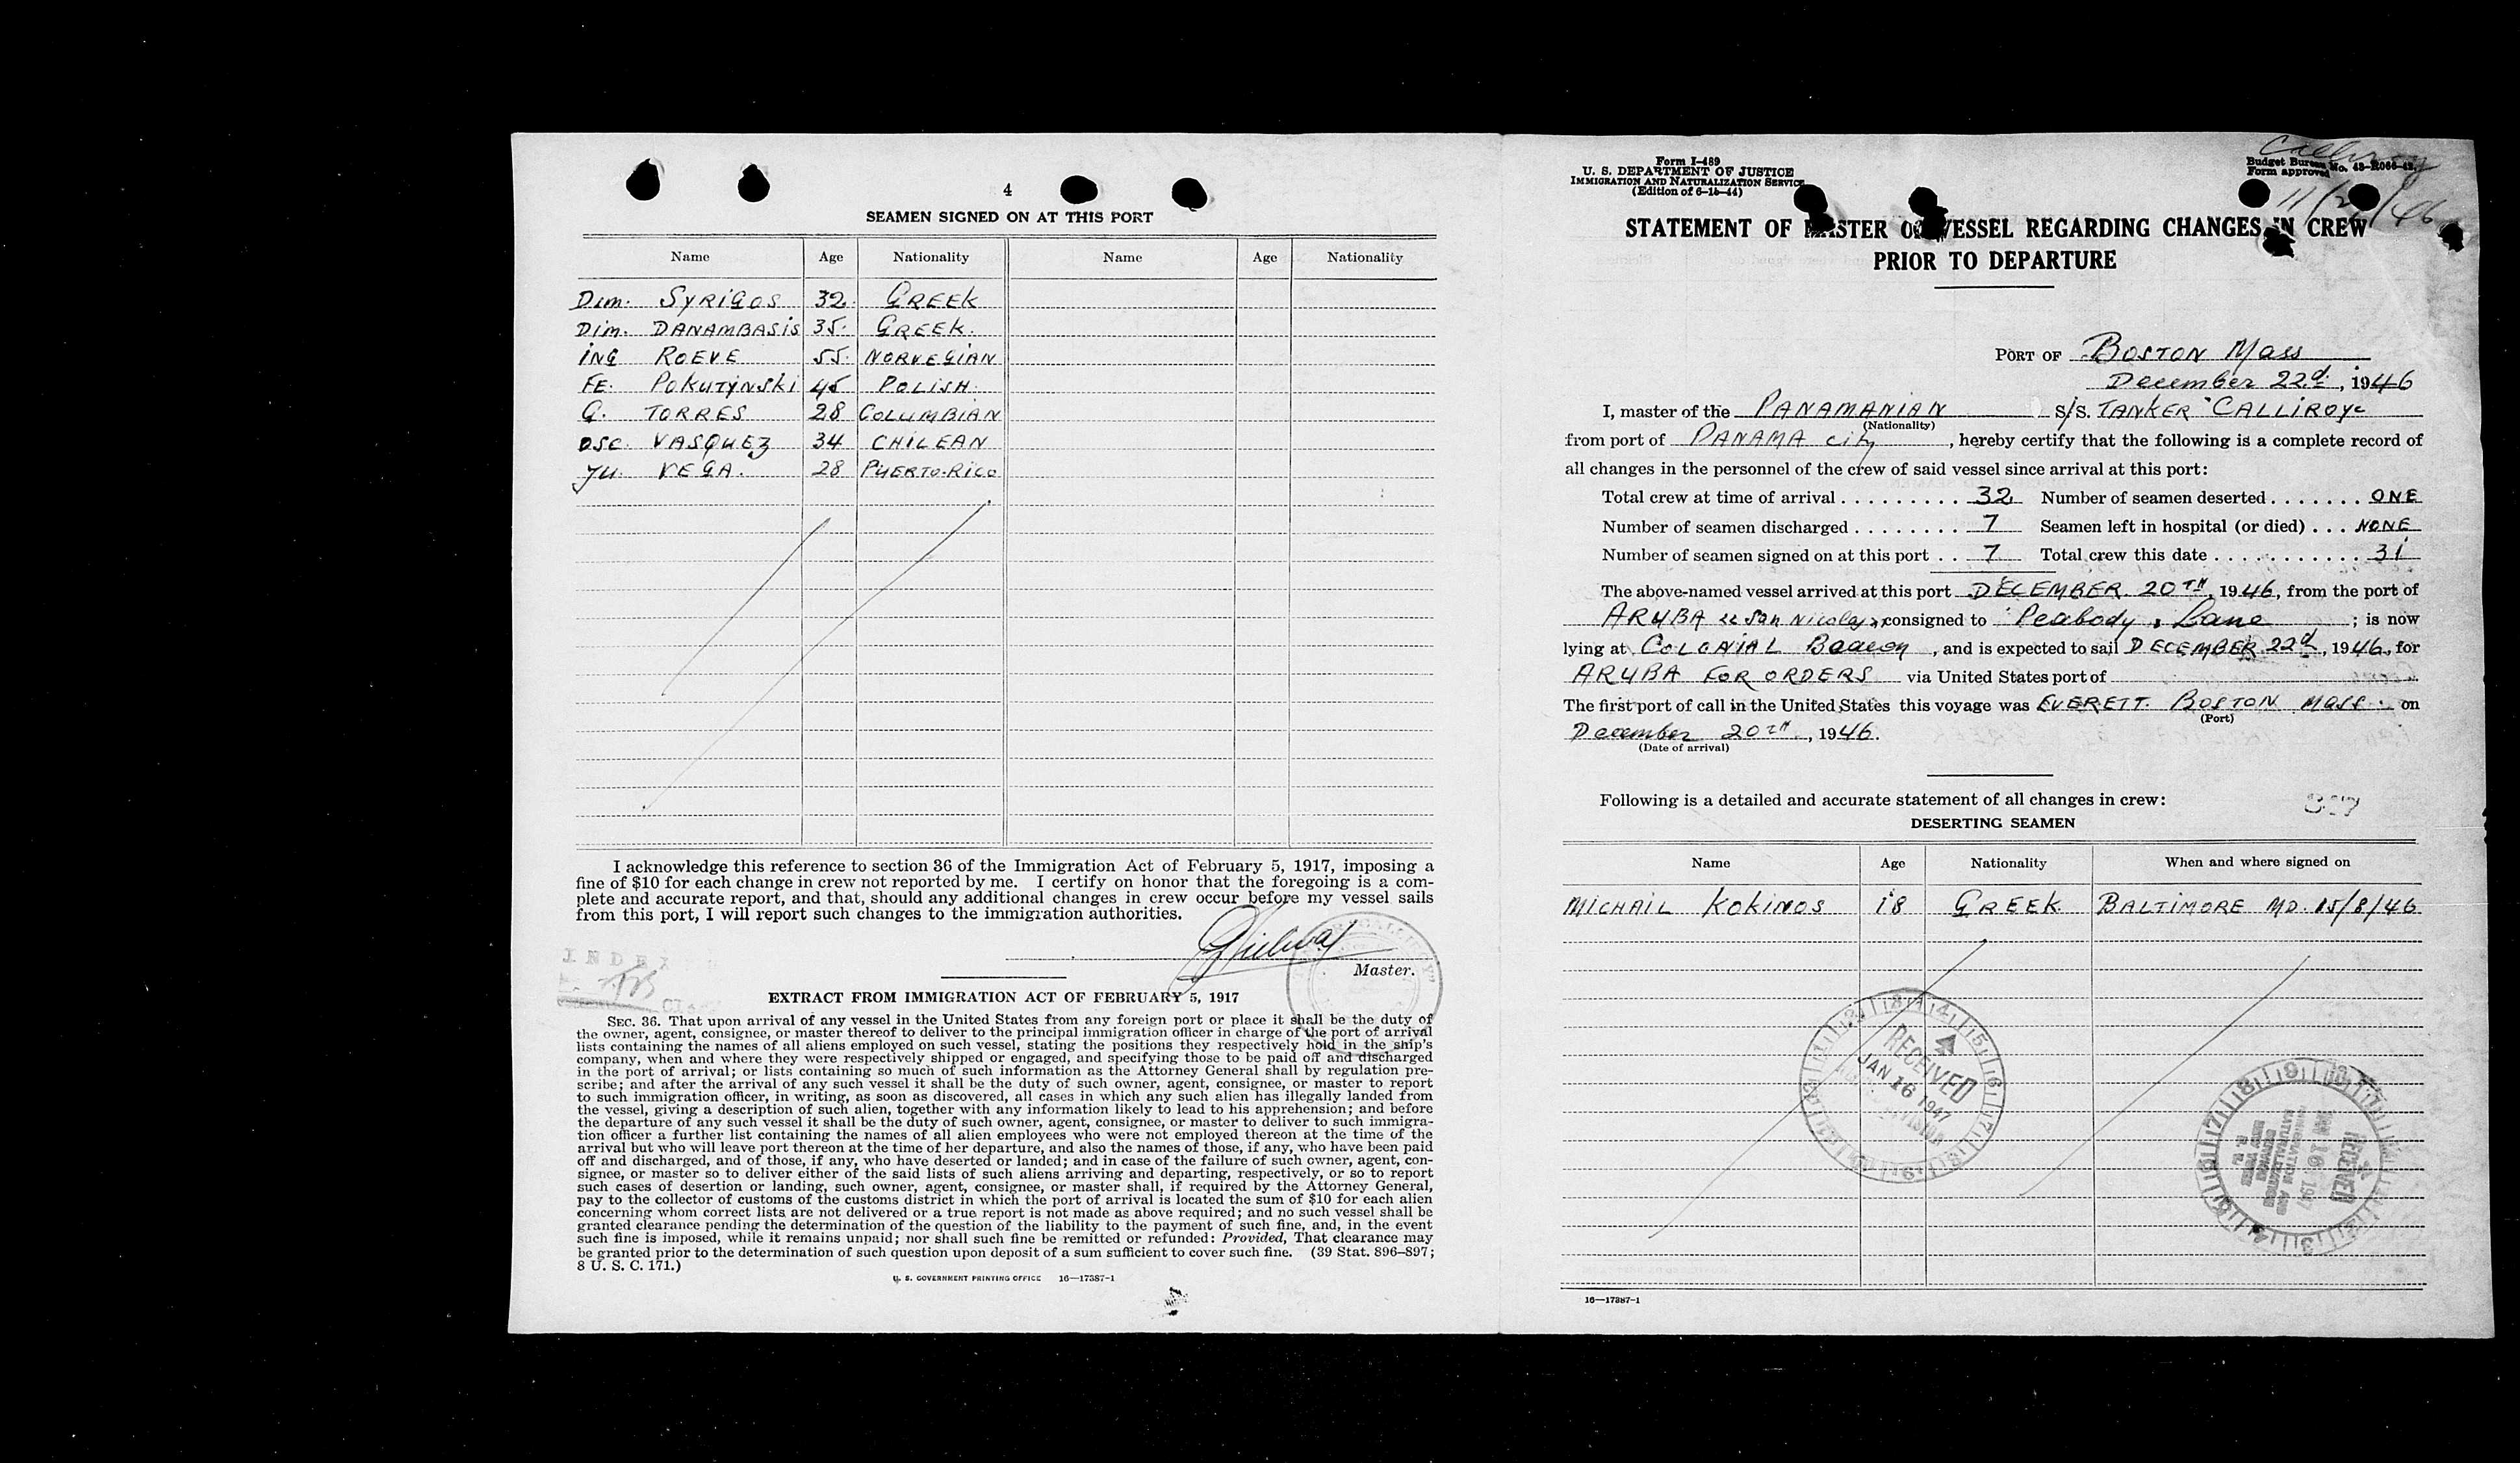 4
SEAMEN SIGNED ON AT THIS PORT
Name Age Nationality Name Age Nationality
Dim. SYRIGOS 32. GREEK
Dim. DANAMBASIS 35. GREEK.
ING ROEVE 55. NORVEGIAN
FE. POKUTYNSKI 45 POLISH.
G. TORRES 28 COLUMBIAN
OSC. VASQUEZ 34 CHILEAN
JU. VEGA. 28 PUERTO-RICO
I acknowledge this reference to section 36 of the Immigration Act of February 5, 1917, imposing a
fine of $10 for each change in crew not reported by me. I certify on honor that the foregoing is a com-
plete and accurate report, and that, should any additional changes in crew occur before my vessel sails
from this port, I will report such changes to the immigration authorities.
Master.
INDEX
EXTRACT FROM IMMIGRATION ACT OF FEBRUARY 5, 1917
SEC. 36. That upon arrival of any vessel in the United States from any foreign port or place it shall be the duty of
the owner, agent, consignee, or master thereof to deliver to the principal immigration officer in charge of the port of arrival
lists containing the names of all aliens employed on such vessel, stating the positions they respectively hold in the ship's
company, when and where they were respectively shipped or engaged, and specifying those to be paid off and discharged
in the port of arrival; or lists containing so much of such information as the Attorney General shall by regulation pre-
scribe; and after the arrival of any such vessel it shall be the duty of such owner, agent, consignee, or master to report
to such immigration officer, in writing, as soon as discovered, all cases in which any such alien has illegally landed from
the vessel, giving a description of such alien, together with any information likely to lead to his apprehension; and before
the departure of any such vessel it shall be the duty of such owner, agent, consignee, or master to deliver to such immigra-
tion officer a further list containing the names of all alien employees who were not employed thereon at the time of the
arrival but who will leave port thereon at the time of her departure, and also the names of those, if any, who have been paid
off and discharged, and of those, if any, who have deserted or landed; and in case of the failure of such owner, agent, con-
signee, or master so to deliver either of the said lists of such aliens arriving and departing, respectively, or so to report
such cases of desertion or landing, such owner, agent, consignee, or master shall, if required by the Attorney General,
pay to the collector of customs of the customs district in which the port of arrival is located the sum of $10 for each alien
concerning whom correct lists are not delivered or a true report is not made as above required; and no such vessel shall be
granted clearance pending the determination of the question of the liability to the payment of such fine, and, in the event
such fine is imposed, while it remains unpaid; nor shall such fine be remitted or refunded: Provided, That clearance may
be granted prior to the determination of such question upon deposit of a sum sufficient to cover such fine. (39 Stat. 896–897;
8 U. S. C. 171.)
U. S. GOVERNMENT PRINTING OFFICE 16—17387-1
Form I-489
U. S. DEPARTMENT OF JUSTICE
IMMIGRATION AND NATURALIZATION SERVICE
(Edition of 6-15-44)
Budget Bureau No. 43-R066-42.
Form approved
STATEMENT OF MASTER OF VESSEL REGARDING CHANGES IN CREW
PRIOR TO DEPARTURE
PORT OF BOSTON Mass
December 22d., 1946
I, master of the PANAMANIAN S/S. TANKER "CALLIROYE
(Nationality)
from port of PANAMA city, hereby certify that the following is a complete record of
all changes in the personnel of the crew of said vessel since arrival at this port:
Total crew at time of arrival ......... 32 Number of seamen deserted ....... ONE
Number of seamen discharged ........ 7 Seamen left in hospital (or died) ... NONE
Number of seamen signed on at this port .. 7 Total crew this date ............ 31
The above-named vessel arrived at this port DECEMBER 20TH, 1946, from the port of
ARUBA "San Nicolas", consigned to Peabody & Lane; is now
lying at COLONIAL Beacon, and is expected to sail DECEMBER 22d, 1946, for
ARUBA FOR ORDERS via United States port of
The first port of call in the United States this voyage was EVERETT. BOSTON MASS. on
(Port)
December 20TH, 1946.
(Date of arrival)
Following is a detailed and accurate statement of all changes in crew:
DESERTING SEAMEN
Name Age Nationality When and where signed on
MICHAIL KOKINOS 18 GREEK BALTIMORE MD. 15/8/46
RECEIVED
JAN 16 1947
RECEIVED
JAN 16 1947
IMMIGRATION AND
NATURALIZATION
SERVICE
16—17387-1